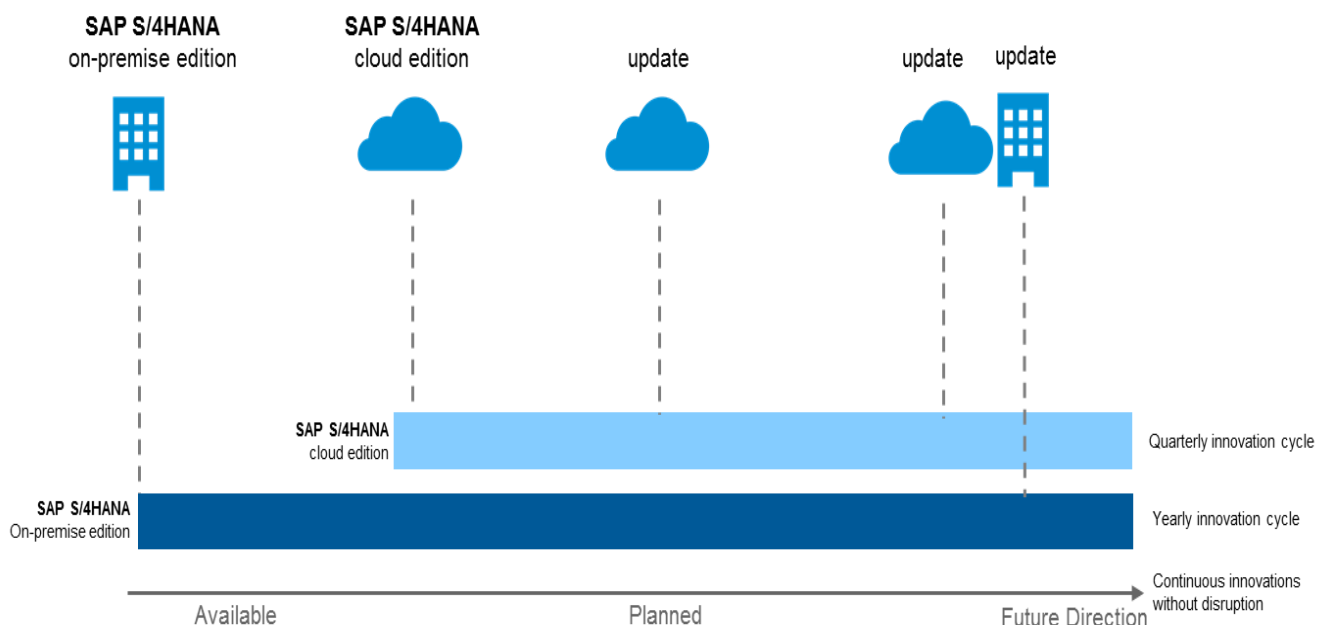 SAP S/4HANA
on-premise edition
SAP S/4HANA
cloud edition
update
update
update
SAP S/4HANA
cloud edition
Quarterly innovation cycle
SAP S/4HANA
On-premise edition
Yearly innovation cycle
Continuous innovations
without disruption
Available
Planned
Future Direction